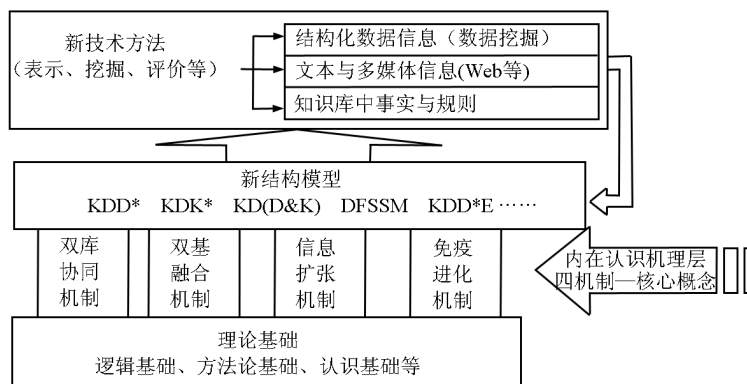 新技术方法
（表示、挖掘、评价等）
结构化数据信息（数据挖掘）
文本与多媒体信息(Web等)
知识库中事实与规则
新结构模型
KDD* KDK* KD(D&K) DFSSM KDD*E ……
双库
协同
机制
双基
融合
机制
信息
扩张
机制
免疫
进化
机制
内在认识机理层
四机制—核心概念
理论基础
逻辑基础、方法论基础、认识基础等